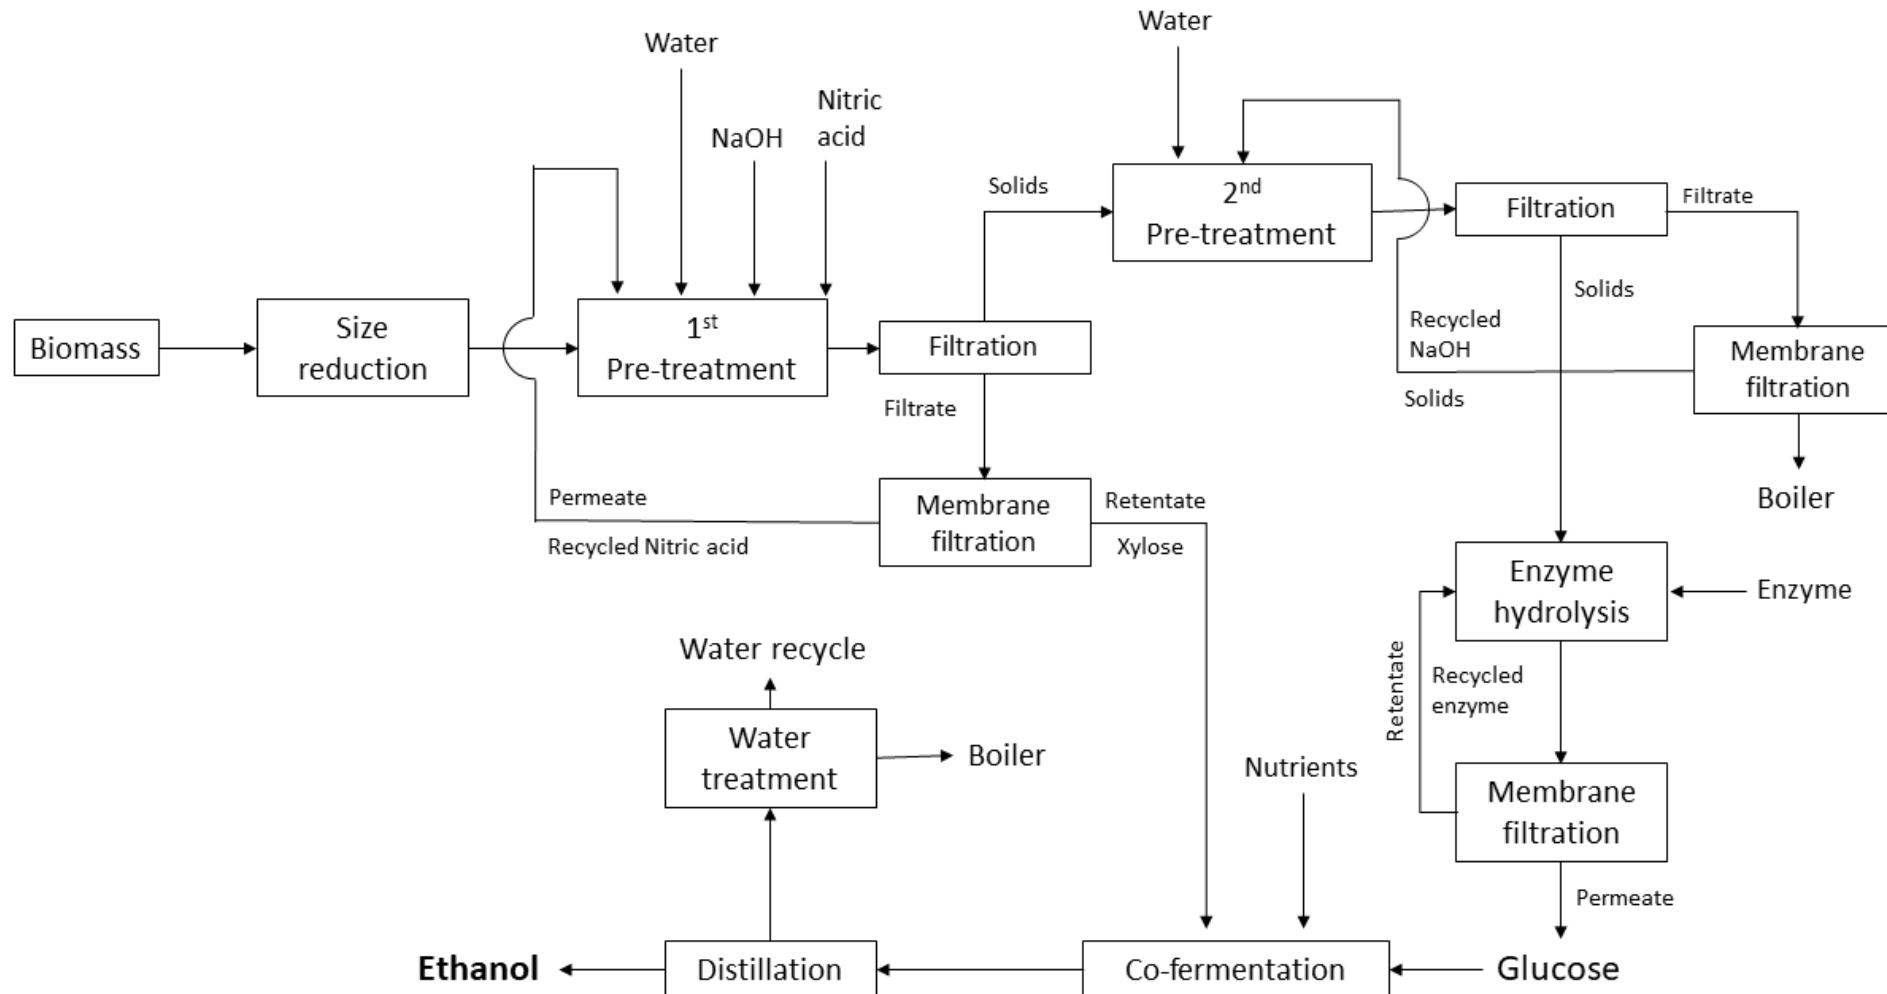 Water
Water
NaOH
Nitric
acid
Solids
2nd
Pre-treatment
Filtration
Filtrate
Solids
Biomass
Size
reduction
1st
Pre-treatment
Filtration
Filtrate
Recycled
NaOH
Solids
Membrane
filtration
Boiler
Permeate
Recycled Nitric acid
Membrane
filtration
Retentate
Xylose
Enzyme
hydrolysis
Enzyme
Retentate
Recycled
enzyme
Water recycle
Water
treatment
Boiler
Nutrients
Membrane
filtration
Permeate
Ethanol
Distillation
Co-fermentation
Glucose